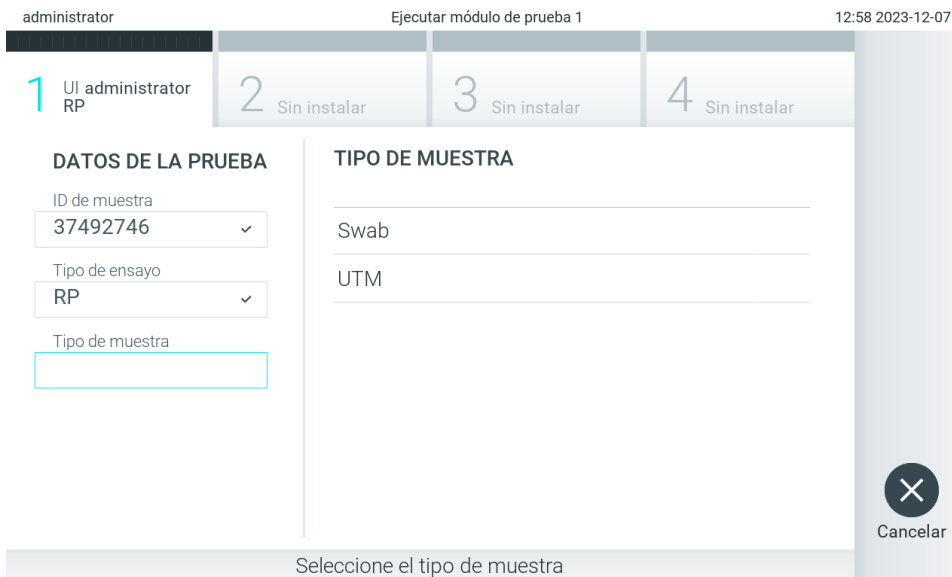 administrator
Ejecutar módulo de prueba 1
12:58 2023-12-07
1 UI administrator
RP
2 Sin instalar
3 Sin instalar
4 Sin instalar
DATOS DE LA PRUEBA
ID de muestra
37492746
Tipo de ensayo
RP
Tipo de muestra
TIPO DE MUESTRA
Swab
UTM
Cancelar
Seleccione el tipo de muestra